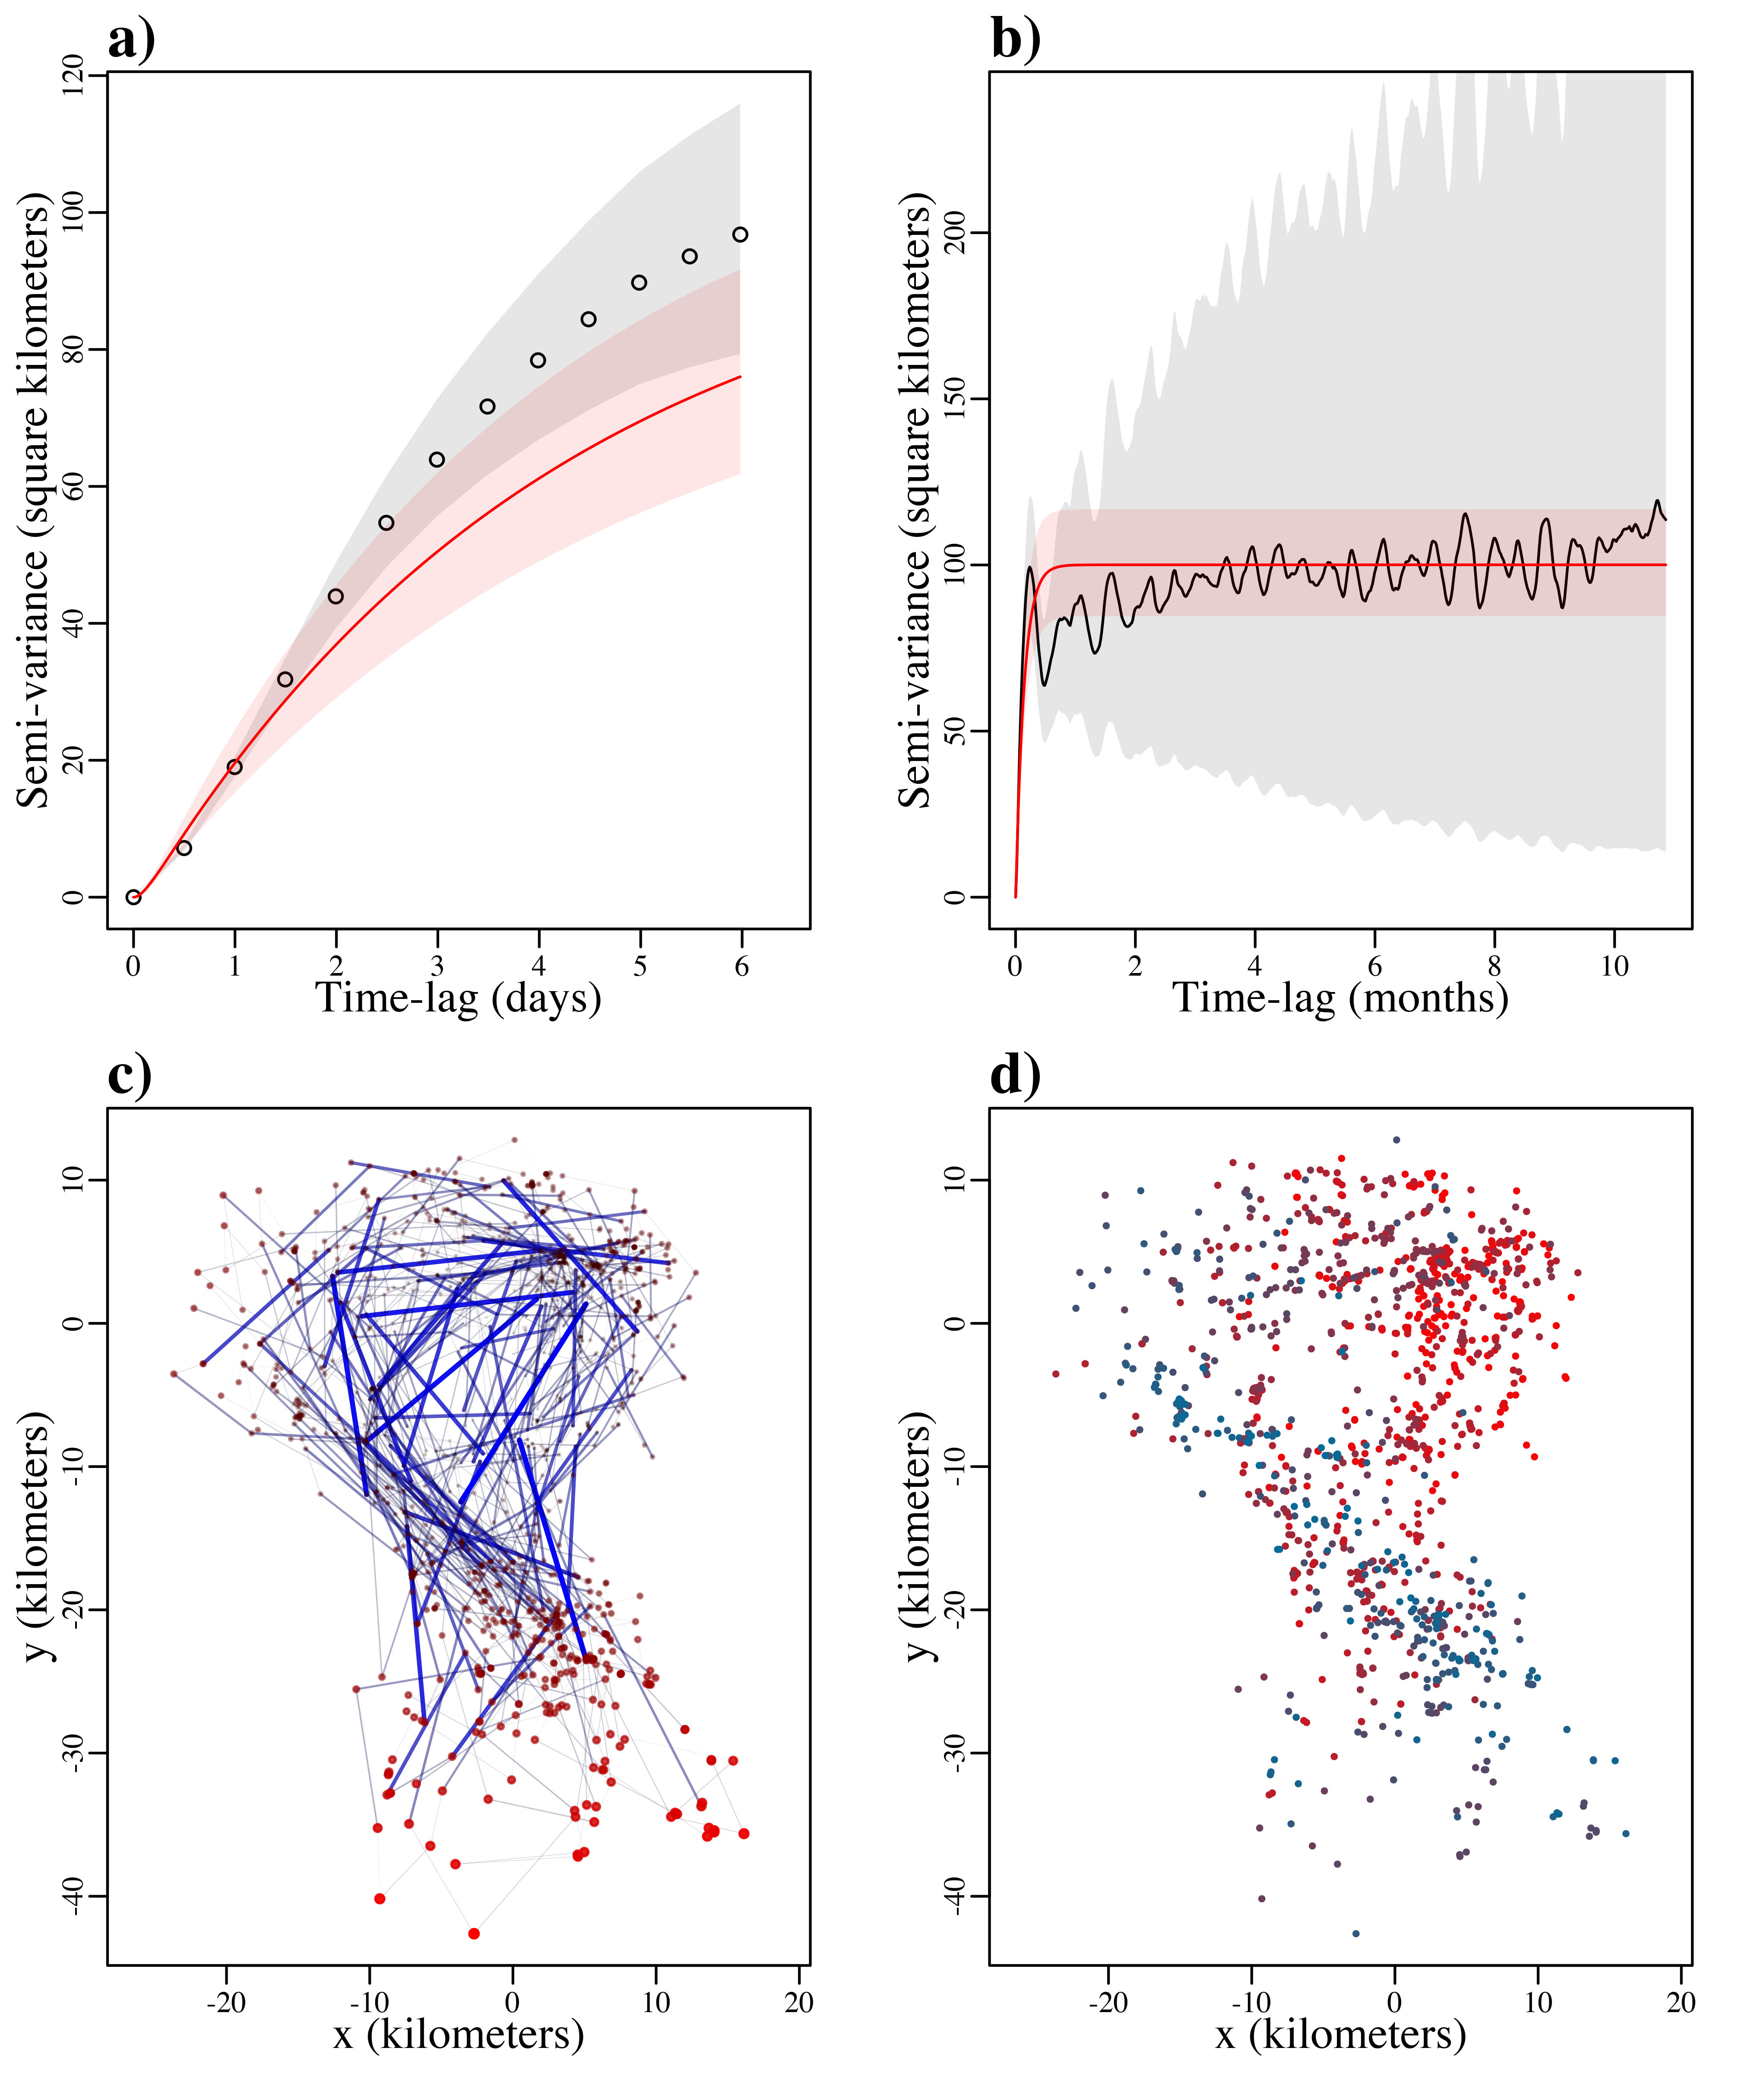 a)
120
100
80
60
40
20
0
Semi-variance (square kilometers)
0 1 2 3 4 5 6
Time-lag (days)
b)
200
150
100
50
0
Semi-variance (square kilometers)
0 2 4 6 8 10
Time-lag (months)
c)
10
0
-10
-20
-30
-40
y (kilometers)
-20 -10 0 10 20
x (kilometers)
d)
10
0
-10
-20
-30
-40
y (kilometers)
-20 -10 0 10 20
x (kilometers)